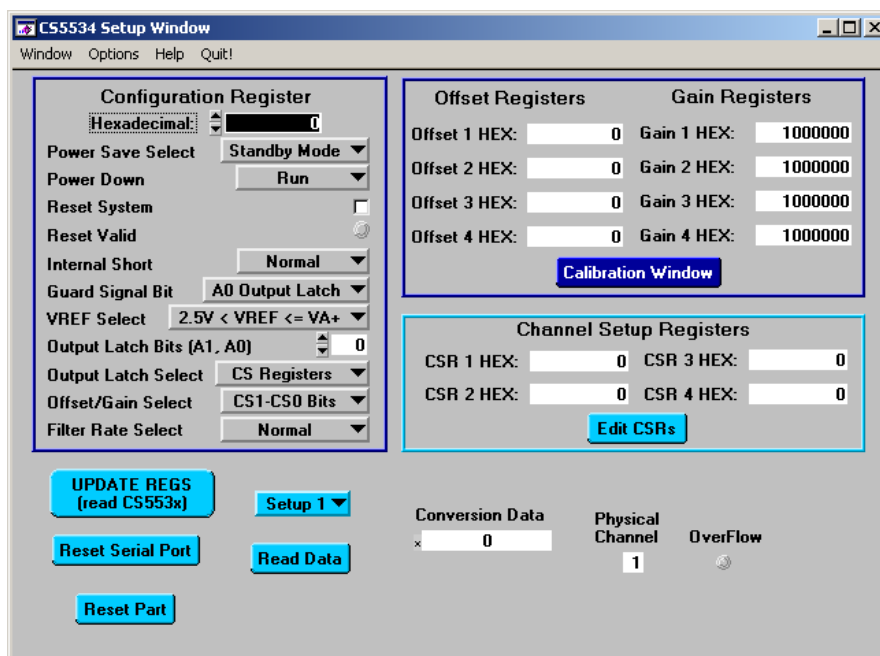 CS5534 Setup Window
Window Options Help Quit!
Configuration Register
Hexadecimal: 0
Power Save Select Standby Mode
Power Down Run
Reset System
Reset Valid
Internal Short Normal
Guard Signal Bit A0 Output Latch
VREF Select 2.5V < VREF <= VA+
Output Latch Bits (A1, A0) 0
Output Latch Select CS Registers
Offset/Gain Select CS1-CS0 Bits
Filter Rate Select Normal
Offset Registers Gain Registers
Offset 1 HEX: 0 Gain 1 HEX: 1000000
Offset 2 HEX: 0 Gain 2 HEX: 1000000
Offset 3 HEX: 0 Gain 3 HEX: 1000000
Offset 4 HEX: 0 Gain 4 HEX: 1000000
Calibration Window
Channel Setup Registers
CSR 1 HEX: 0 CSR 3 HEX: 0
CSR 2 HEX: 0 CSR 4 HEX: 0
Edit CSRs
UPDATE REGS
(read CS553x)
Setup 1
Reset Serial Port
Read Data
Reset Part
Conversion Data
x 0
Physical
Channel
1
OverFlow